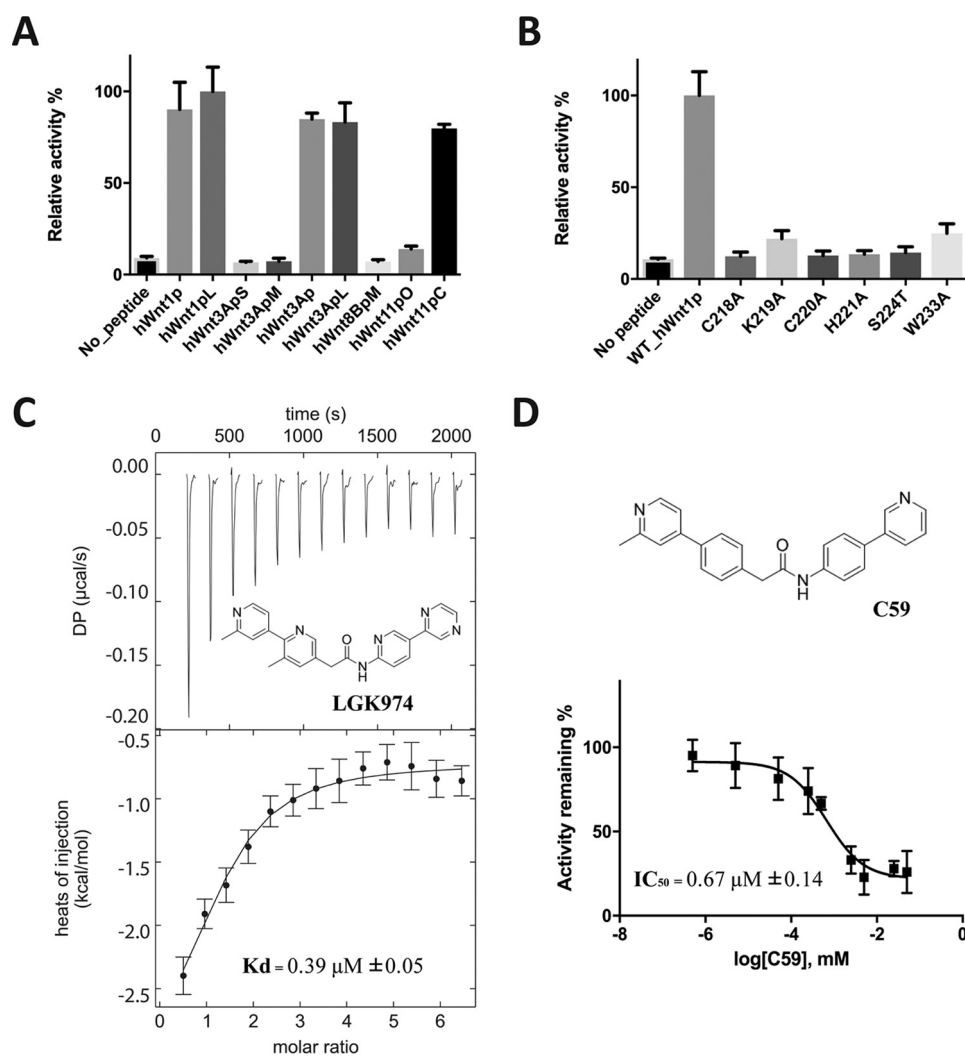 A
Relative activity %
100
50
0
No_peptide
hWnt1p
hWnt1pL
hWnt3ApS
hWnt3ApM
hWnt3Ap
hWnt3ApL
hWnt8BpM
hWnt11pO
hWnt11pC
B
Relative activity %
100
50
0
No peptide
WT_hWnt1p
C218A
K219A
C220A
H221A
S224T
W233A
C
time (s)
0 500 1000 1500 2000
DP (μcal/s)
0.00
-0.05
-0.10
-0.15
-0.20
N
N
O
N
H
N
N
N
LGK974
heats of injection
(kcal/mol)
-0.5
-1.0
-1.5
-2.0
-2.5
Kd = 0.39 μM ±0.05
0 1 2 3 4 5 6
molar ratio
D
N
O
N
H
N
C59
Activity remaining %
100
50
0
IC₅₀ = 0.67 μM ±0.14
-8 -6 -4 -2 0
log[C59], mM